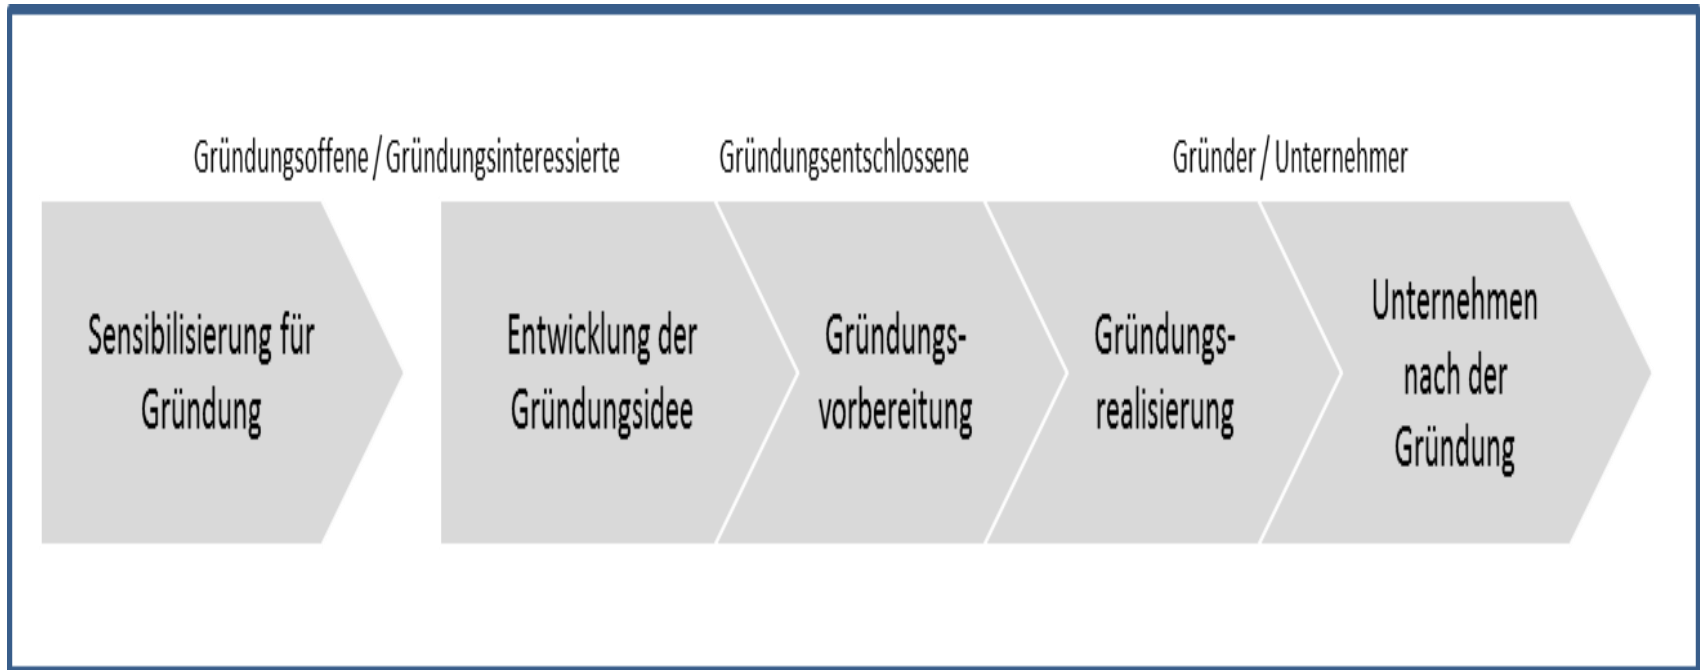 Gründungsoffene / Gründungsinteressierte
Gründungsentschlossene
Gründer / Unternehmer
Sensibilisierung für
Gründung
Entwicklung der
Gründungsidee
Gründungs-
vorbereitung
Gründungs-
realisierung
Unternehmen
nach der
Gründung